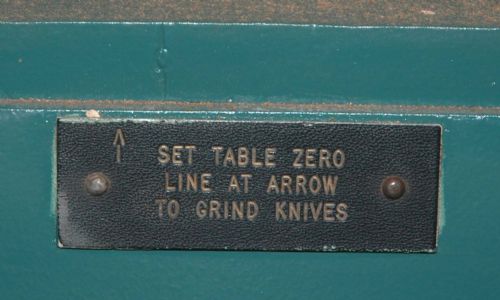 SET TABLE ZERO
LINE AT ARROW
TO GRIND KNIVES